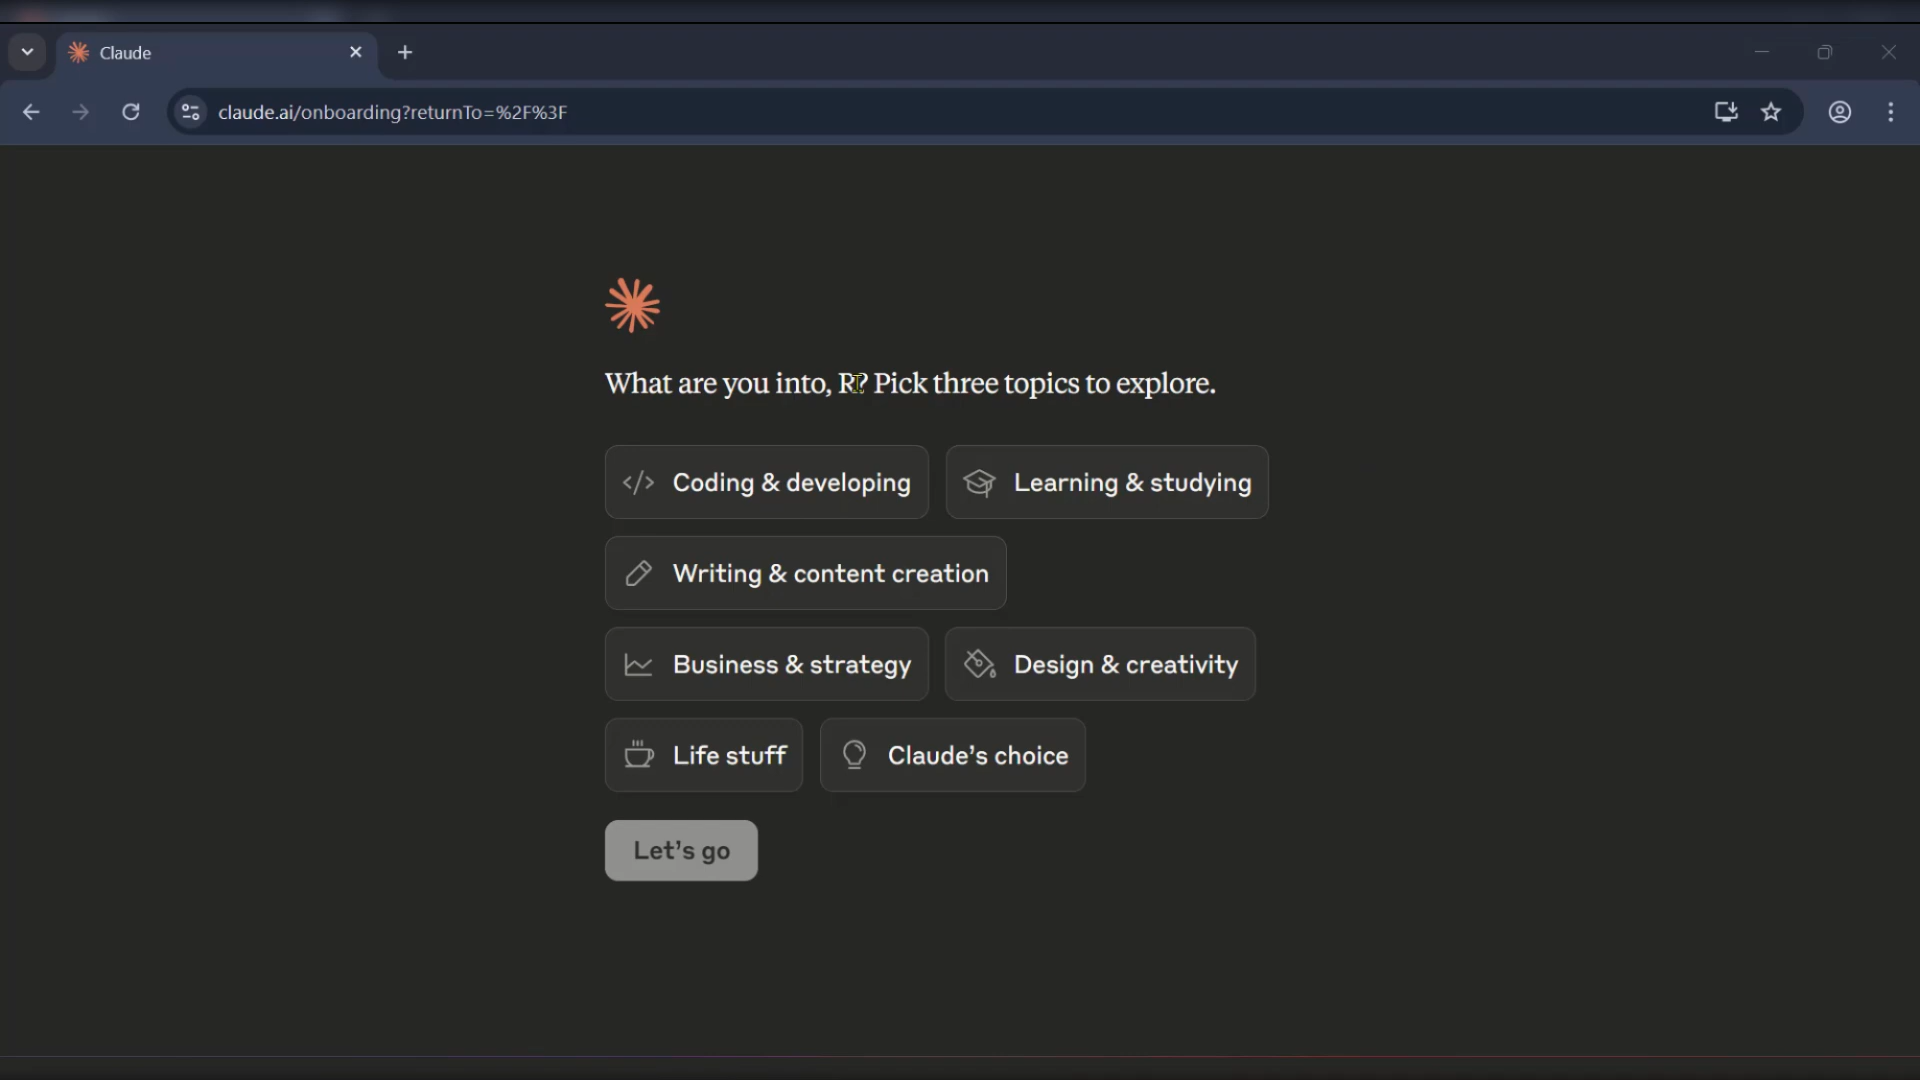 Claude
claude.ai/onboarding?returnTo=%2F%3F
What are you into, R? Pick three topics to explore.
Coding & developing
Learning & studying
Writing & content creation
Business & strategy
Design & creativity
Life stuff
Claude’s choice
Let’s go